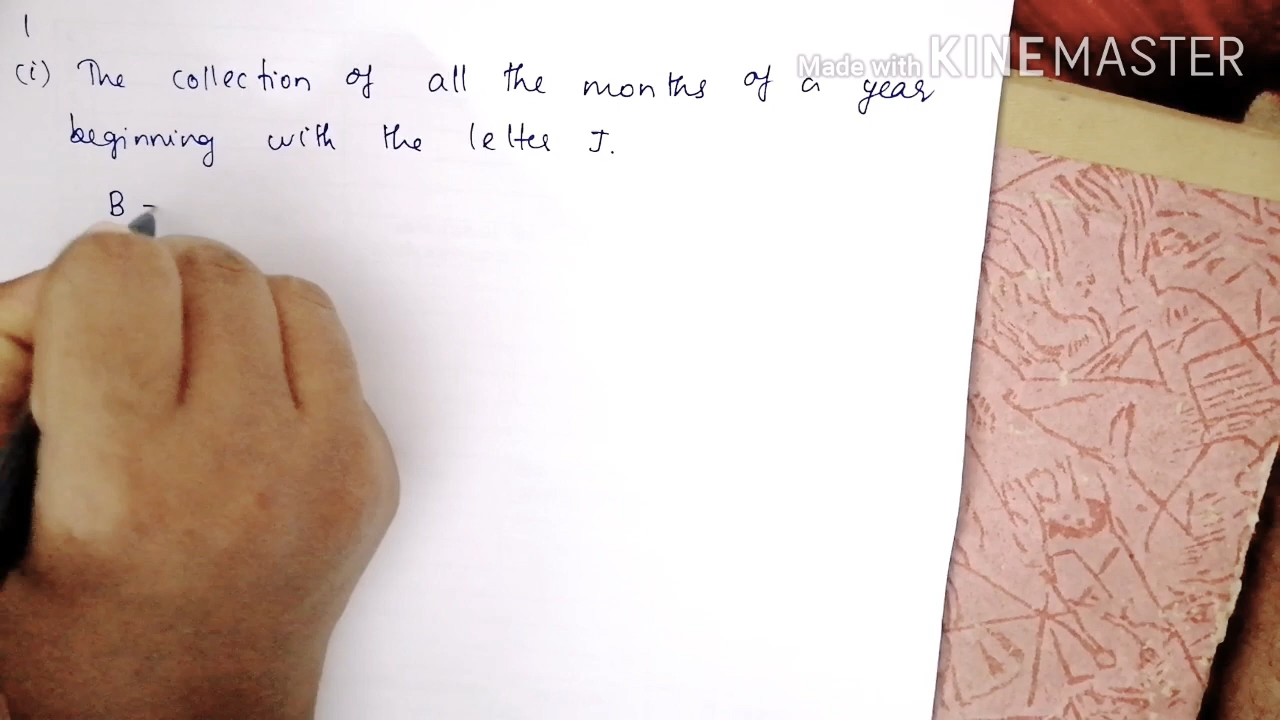 1
(i) The collection of all the months of a year
beginning with the letter J.
B -
Made with KINEMASTER